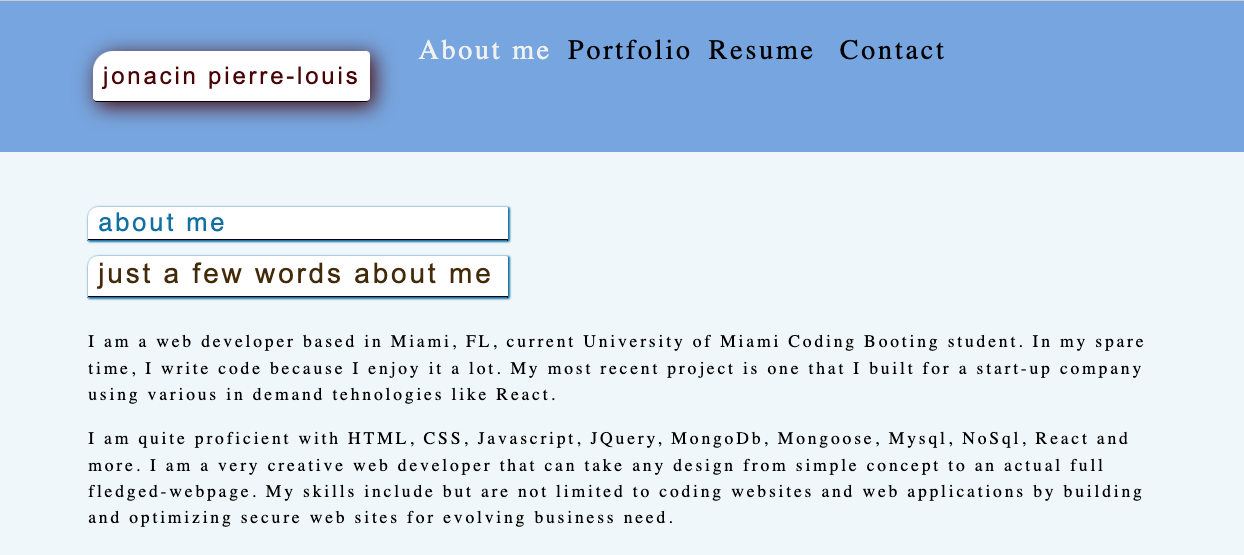 jonacin pierre-louis
About me Portfolio Resume Contact
about me
just a few words about me
I am a web developer based in Miami, FL, current University of Miami Coding Booting student. In my spare
time, I write code because I enjoy it a lot. My most recent project is one that I built for a start-up company
using various in demand tehnologies like React.
I am quite proficient with HTML, CSS, Javascript, JQuery, MongoDb, Mongoose, Mysql, NoSql, React and
more. I am a very creative web developer that can take any design from simple concept to an actual full
fledged-webpage. My skills include but are not limited to coding websites and web applications by building
and optimizing secure web sites for evolving business need.